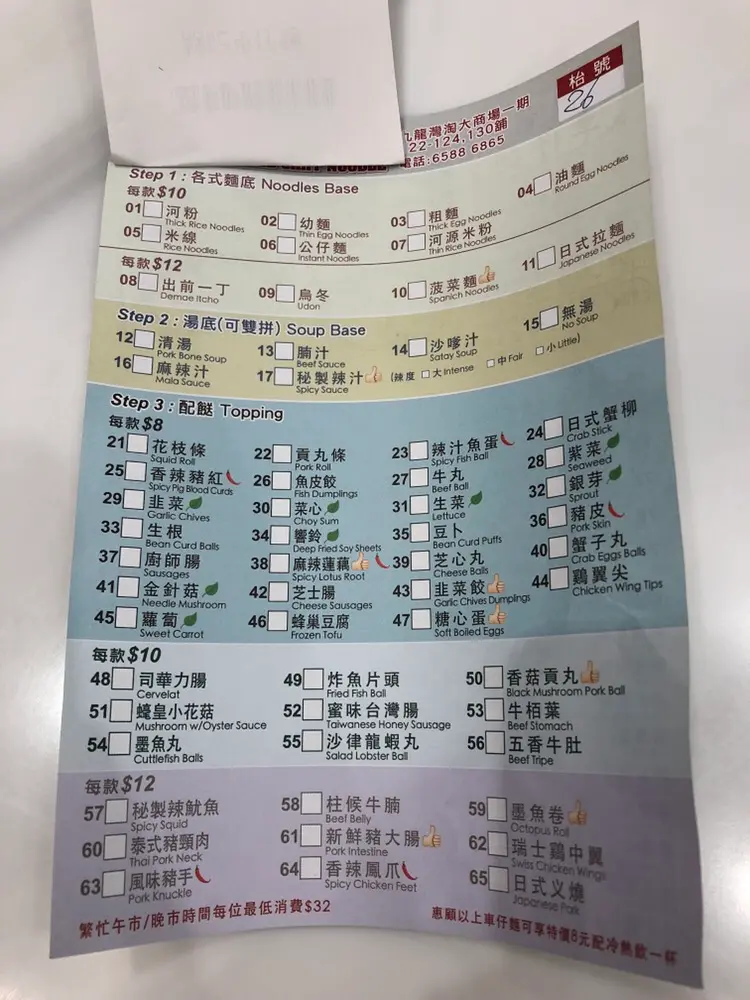 枱號
26
九龍灣淘大商場一期
22-124,130舖
電話:6588 6865
Step 1 : 各式麵底 Noodles Base
每款$10
01 河粉 Thick Rice Noodles 02 幼麵 Thin Egg Noodles 03 粗麵 Thick Egg Noodles 04 油麵 Round Egg Noodles
05 米線 Rice Noodles 06 公仔麵 Instant Noodles 07 河源米粉 Thin Rice Noodles
每款$12
08 出前一丁 Demae Itcho 09 烏冬 Udon 10 菠菜麵 Spanich Noodles 11 日式拉麵 Japanese Noodles
Step 2 : 湯底(可雙拼) Soup Base
12 清湯 Pork Bone Soup 13 腩汁 Beef Sauce 14 沙嗲汁 Satay Soup 15 無湯 No Soup
16 麻辣汁 Mala Sauce 17 秘製辣汁 Spicy Sauce (辣度 大Intense 中Fair 小Little)
Step 3 : 配餸 Topping
每款$8
21 花枝條 Squid Roll 22 貢丸條 Pork Roll 23 辣汁魚蛋 Spicy Fish Ball 24 日式蟹柳 Crab Stick
25 香辣豬紅 Spicy Pig Blood Curds 26 魚皮餃 Fish Dumplings 27 牛丸 Beef Ball 28 紫菜 Seaweed
29 韭菜 Garlic Chives 30 菜心 Choy Sum 31 生菜 Lettuce 32 銀芽 Sprout
33 生根 Bean Curd Balls 34 響鈴 Deep Fried Soy Sheets 35 豆卜 Bean Curd Puffs 36 豬皮 Pork Skin
37 廚師腸 Sausages 38 麻辣蓮藕 Spicy Lotus Root 39 芝心丸 Cheese Balls 40 蟹子丸 Crab Eggs Balls
41 金針菇 Needie Mushroom 42 芝士腸 Cheese Sausages 43 韭菜餃 Garlic Chives Dumplings 44 鷄翼尖 Chicken Wing Tips
45 蘿蔔 Sweet Carrot 46 蜂巢豆腐 Frozen Tofu 47 糖心蛋 Soft Boiled Eggs
每款$10
48 司華力腸 Cervelat 49 炸魚片頭 Fried Fish Ball 50 香菇貢丸 Black Mushroom Pork Ball
51 蠔皇小花菇 Mushroom w/Oyster Sauce 52 蜜味台灣腸 Taiwanese Honey Sausage 53 牛栢葉 Beef Stomach
54 墨魚丸 Cuttlefish Balls 55 沙律龍蝦丸 Salad Lobster Ball 56 五香牛肚 Beef Tripe
每款$12
57 秘製辣魷魚 Spicy Squid 58 柱候牛腩 Beef Belly 59 墨魚卷 Octopus Roll
60 泰式豬頸肉 Thai Pork Neck 61 新鮮豬大腸 Pork Intestine 62 瑞士鷄中翼 Swiss Chicken Wings
63 風味豬手 Pork Knuckle 64 香辣鳳爪 Spicy Chicken Feet 65 日式叉燒 Japanese Pork
繁忙午市/晚市時間每位最低消費$32
惠顧以上車仔麵可享特價8元配冷熱飲一杯